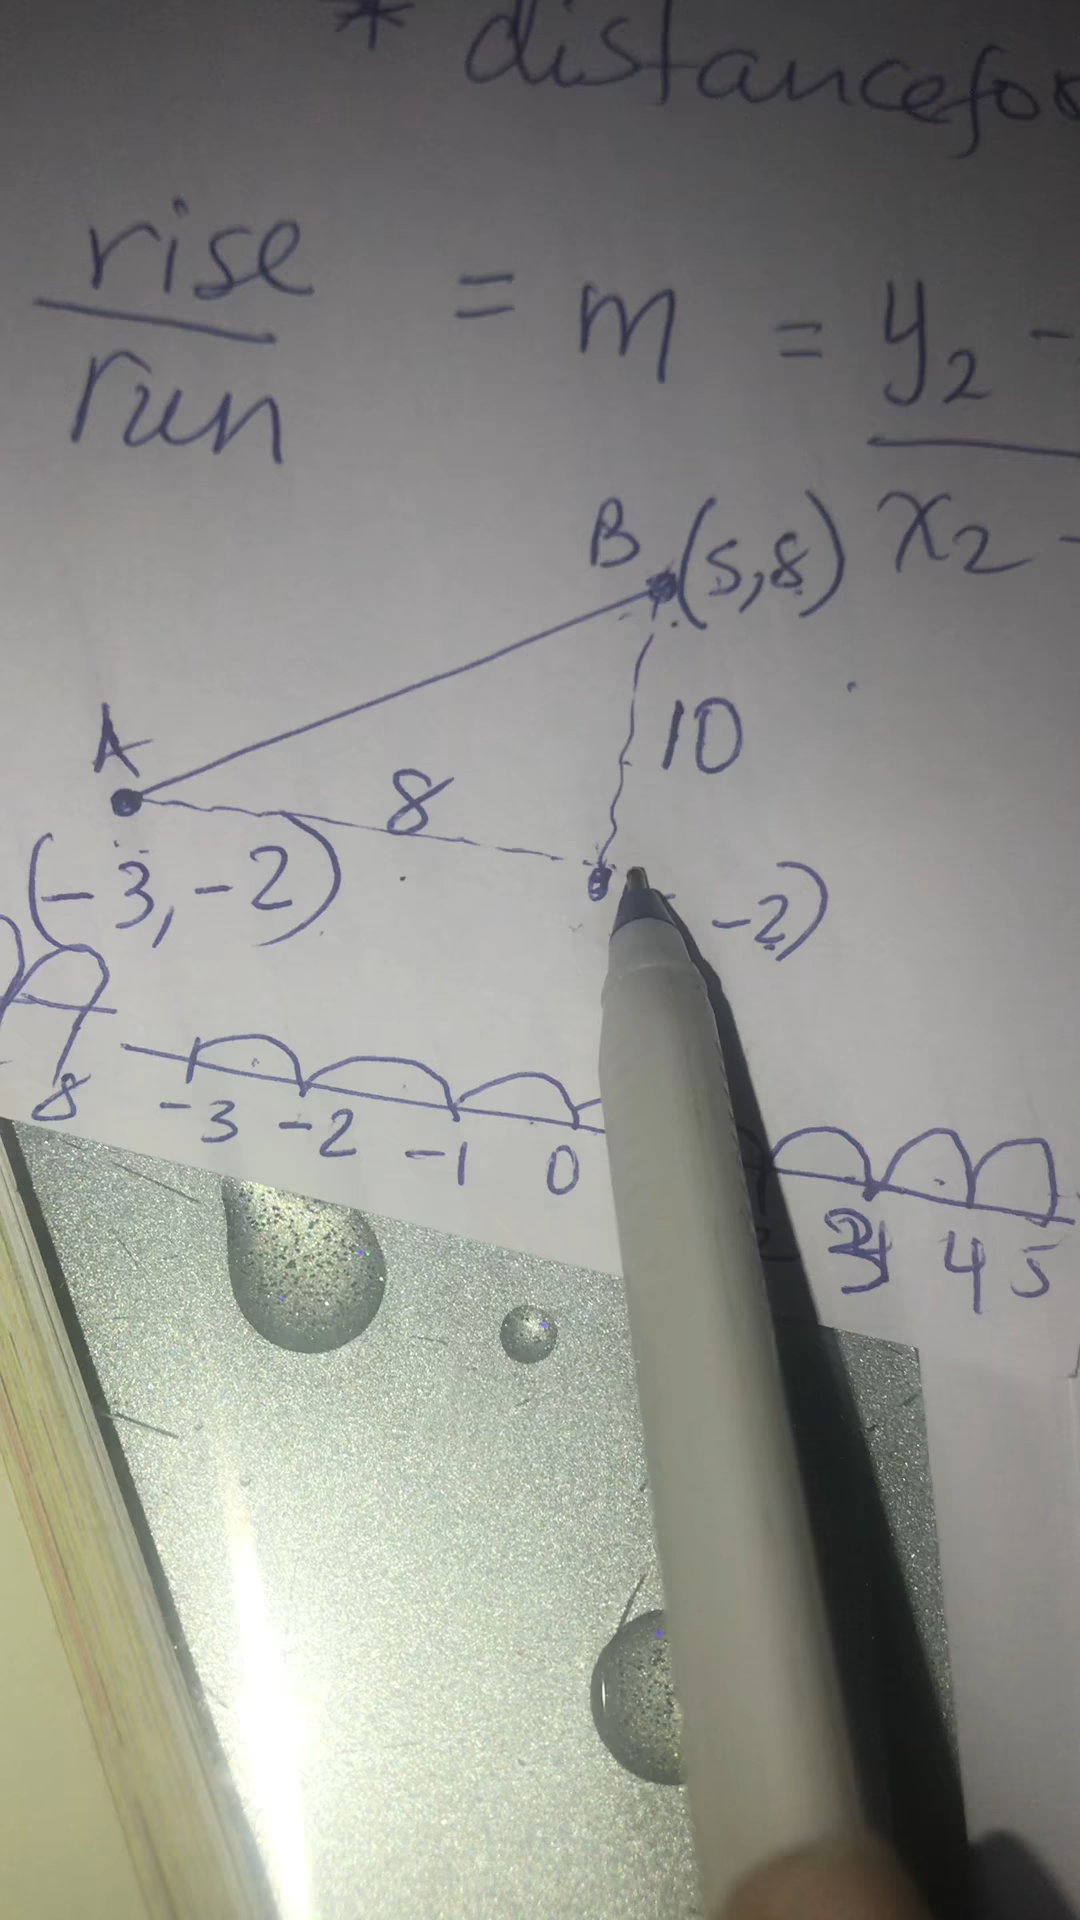 * distancefo
rise = m = y₂ -
run x₂ -
B (5,8)
A 10
8
(-3,-2) -2)
8 -3 -2 -1 0 3 4 5